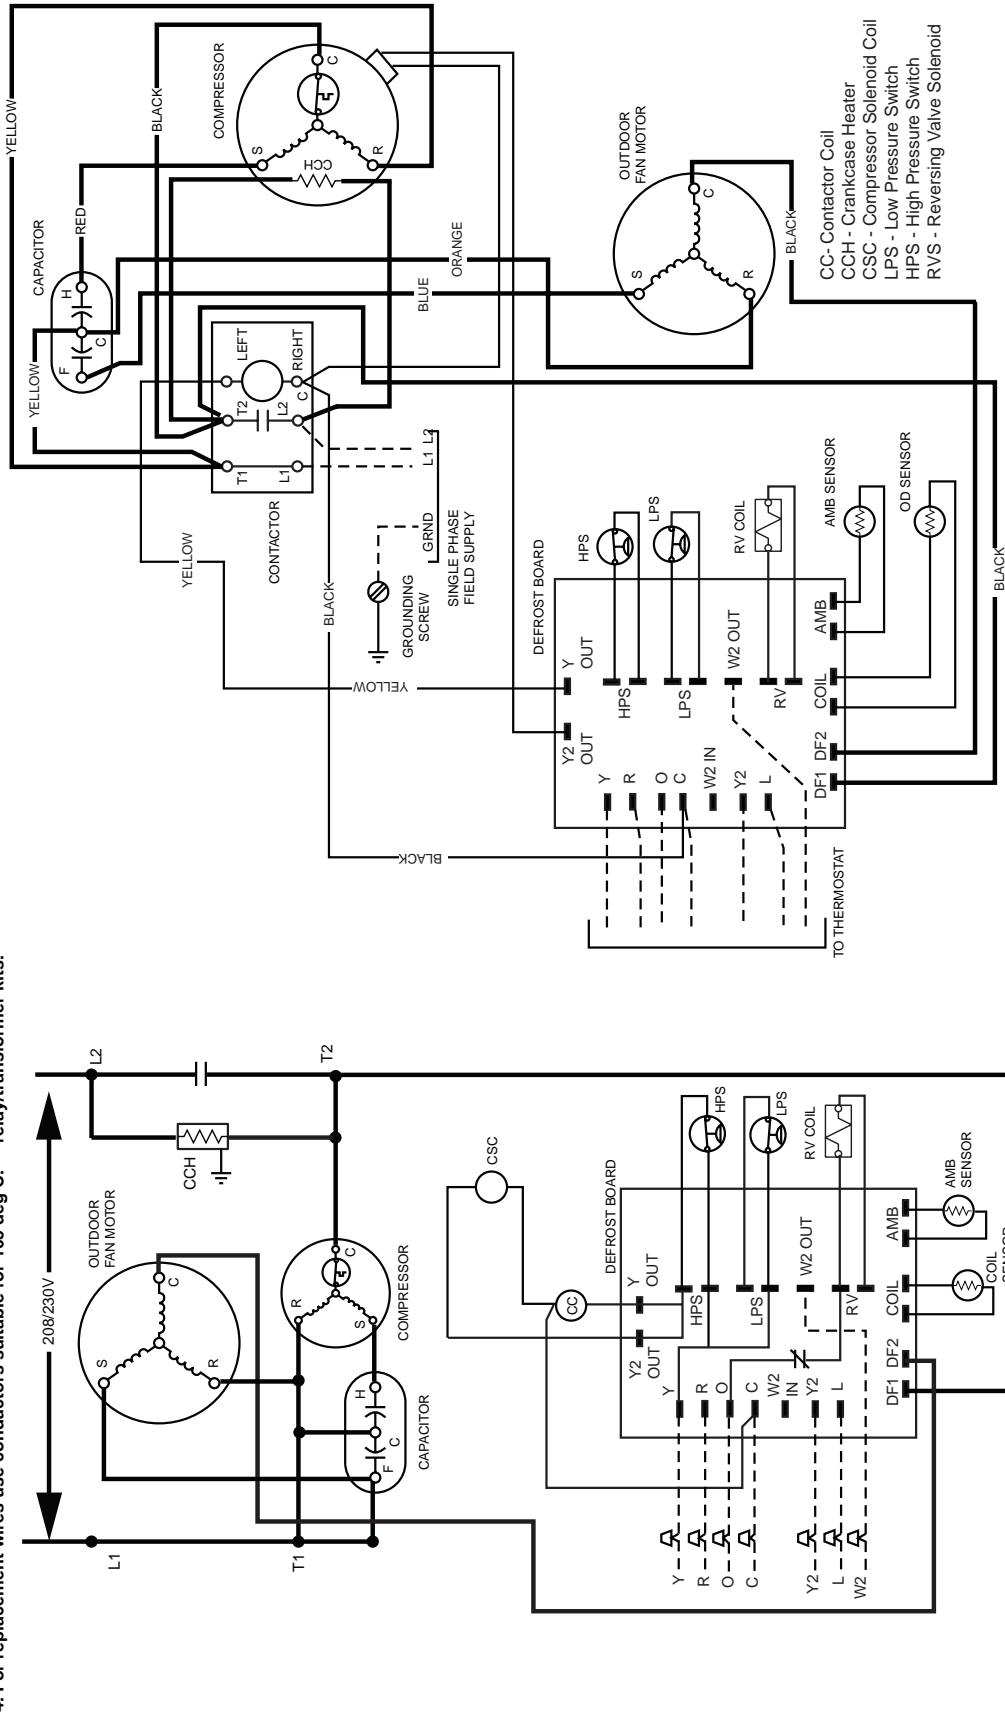 4. For replacement wires use conductors suitable for 105 deg C.
relay/transformer kits.
208/230V
L1
L2
T1
T2
OUTDOOR
FAN MOTOR
S
C
R
CCH
R
C
S
COMPRESSOR
H
C
F
CAPACITOR
CSC
CC
DEFROST BOARD
Y2
OUT
Y
OUT
HPS
HPS
LPS
LPS
W2 OUT
RV COIL
RV
Y
R
O
C
W2
IN
Y2
L
Y
R
O
C
Y2
L
W2
DF1
DF2
COIL
AMB
AMB
SENSOR
COIL
SENSOR
YELLOW
BLACK
COMPRESSOR
CAPACITOR
RED
H
C
F
S
C
R
CCH
YELLOW
ORANGE
BLUE
OUTDOOR
FAN MOTOR
S
C
R
BLACK
LEFT
RIGHT
C
T2
L2
T1
L1
CONTACTOR
L1
L2
GRND
SINGLE PHASE
FIELD SUPPLY
GROUNDING
SCREW
YELLOW
BLACK
YELLOW
BLACK
DEFROST BOARD
Y2
OUT
Y
OUT
HPS
HPS
LPS
LPS
W2 OUT
RV COIL
RV
Y
R
O
C
W2 IN
Y2
L
TO THERMOSTAT
DF1
DF2
COIL
AMB
AMB SENSOR
OD SENSOR
BLACK
CC- Contactor Coil
CCH - Crankcase Heater
CSC - Compressor Solenoid Coil
LPS - Low Pressure Switch
HPS - High Pressure Switch
RVS - Reversing Valve Solenoid